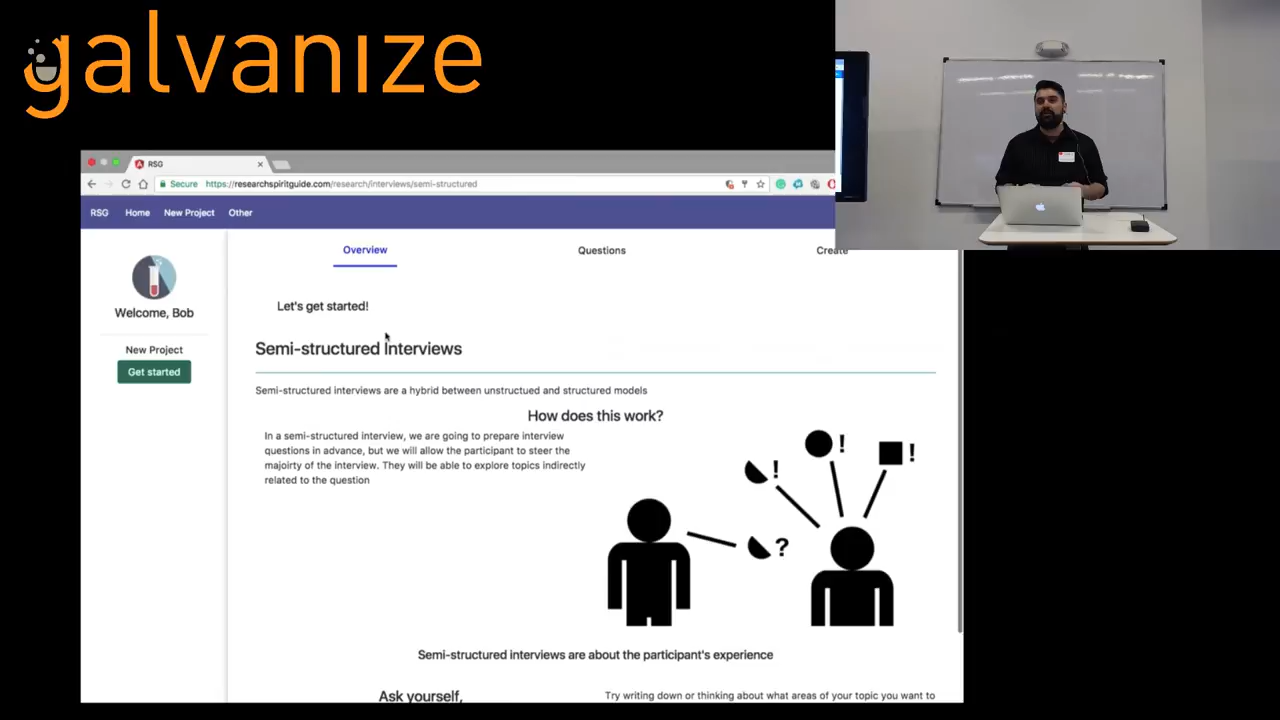 galvanize
RSG
Secure https://researchspiritguide.com/research/interviews/semi-structured
RSG Home New Project Other
Overview Questions Create
Welcome, Bob
New Project
Get started
Let's get started!
Semi-structured Interviews
Semi-structured interviews are a hybrid between unstructued and structured models
How does this work?
In a semi-structured interview, we are going to prepare interview
questions in advance, but we will allow the participant to steer the
majoirty of the interview. They will be able to explore topics indirectly
related to the question
!
!
!
?
Semi-structured interviews are about the participant's experience
Ask yourself,
Try writing down or thinking about what areas of your topic you want to